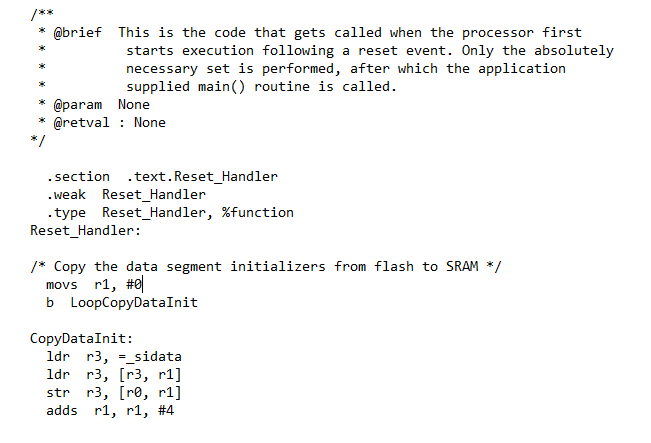 /**
 * @brief  This is the code that gets called when the processor first
 *          starts execution following a reset event. Only the absolutely
 *          necessary set is performed, after which the application
 *          supplied main() routine is called.
 * @param  None
 * @retval : None
*/
  .section  .text.Reset_Handler
  .weak  Reset_Handler
  .type  Reset_Handler, %function
Reset_Handler:
/* Copy the data segment initializers from flash to SRAM */
  movs  r1, #0
  b  LoopCopyDataInit
CopyDataInit:
  ldr  r3, =_sidata
  ldr  r3, [r3, r1]
  str  r3, [r0, r1]
  adds  r1, r1, #4